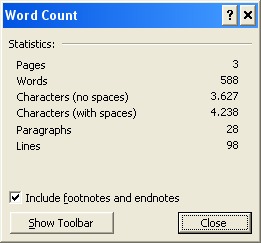 Word Count
Statistics:
Pages 3
Words 588
Characters (no spaces) 3.627
Characters (with spaces) 4.238
Paragraphs 28
Lines 98
Include footnotes and endnotes
Show Toolbar Close